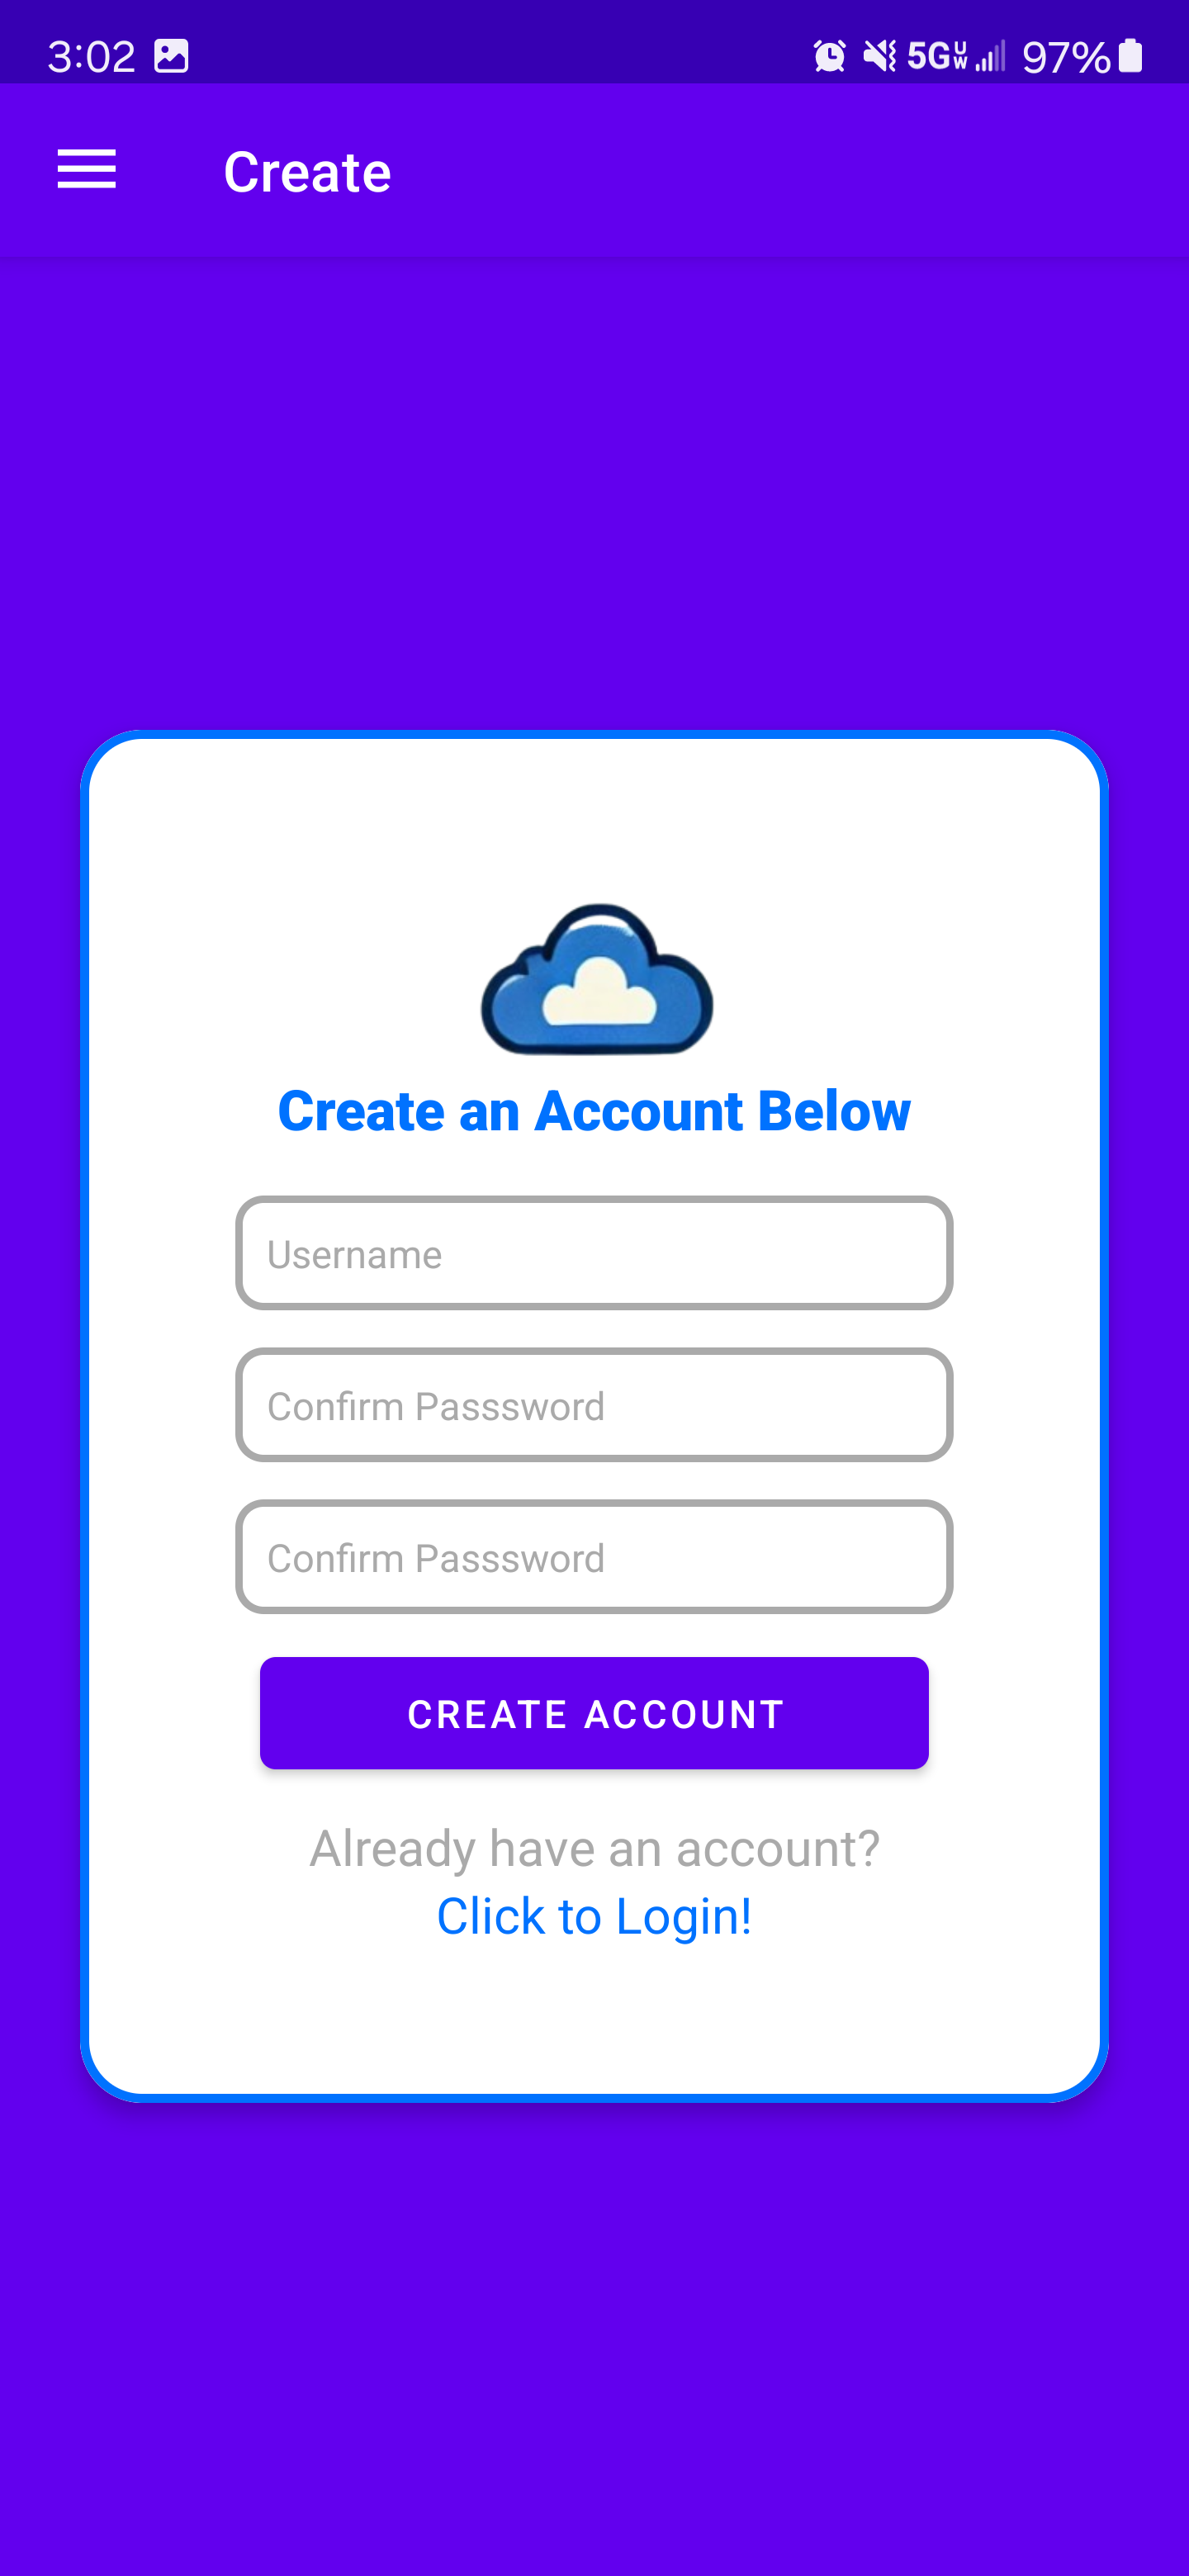 3:02 5G UW 97%
Create
Create an Account Below
Username
Confirm Passsword
Confirm Passsword
CREATE ACCOUNT
Already have an account?
Click to Login!